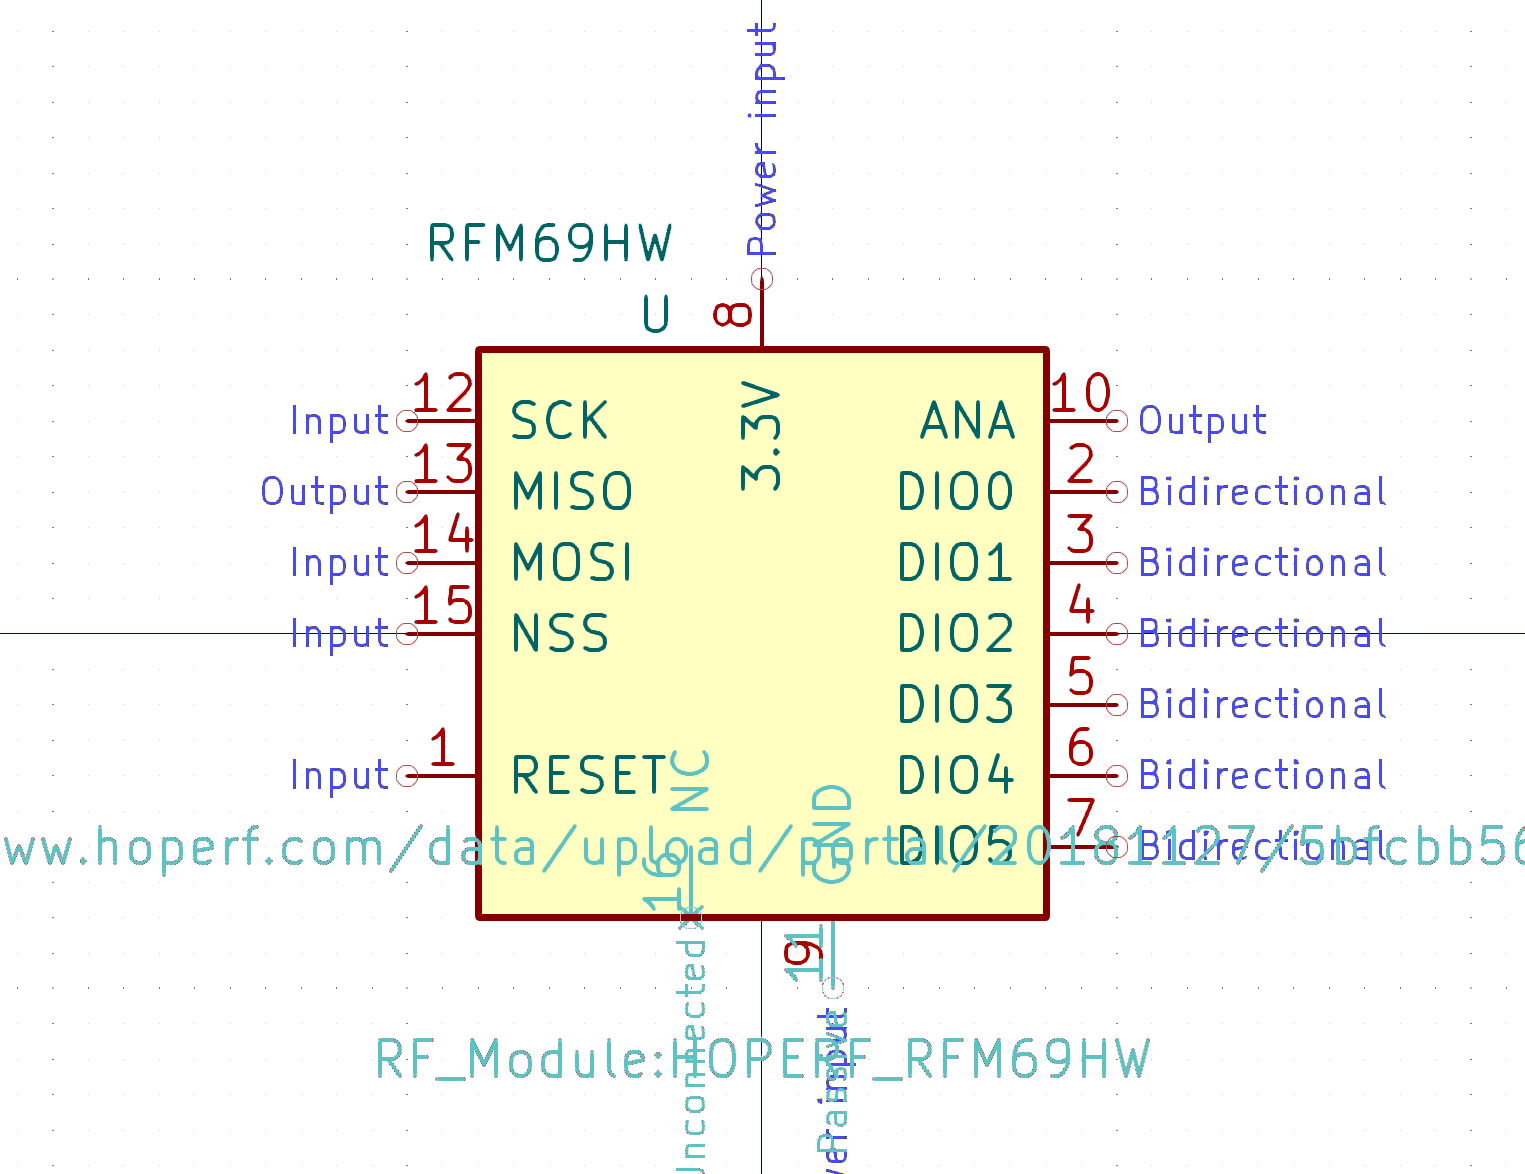 Power input
RFM69HW
U
8
3.3V
Input 12 SCK
ANA 10 Output
Output 13 MISO
DIO0 2 Bidirectional
Input 14 MOSI
DIO1 3 Bidirectional
Input 15 NSS
DIO2 4 Bidirectional
DIO3 5 Bidirectional
Input 1 RESET
DIO4 6 Bidirectional
NC
GND
DIO5 7 Bidirectional
ww.hoperf.com/data/upload/portal/20181127/5bfcbb56
16
9
11
RF_Module:HOPERF_RFM69HW
Passive
input